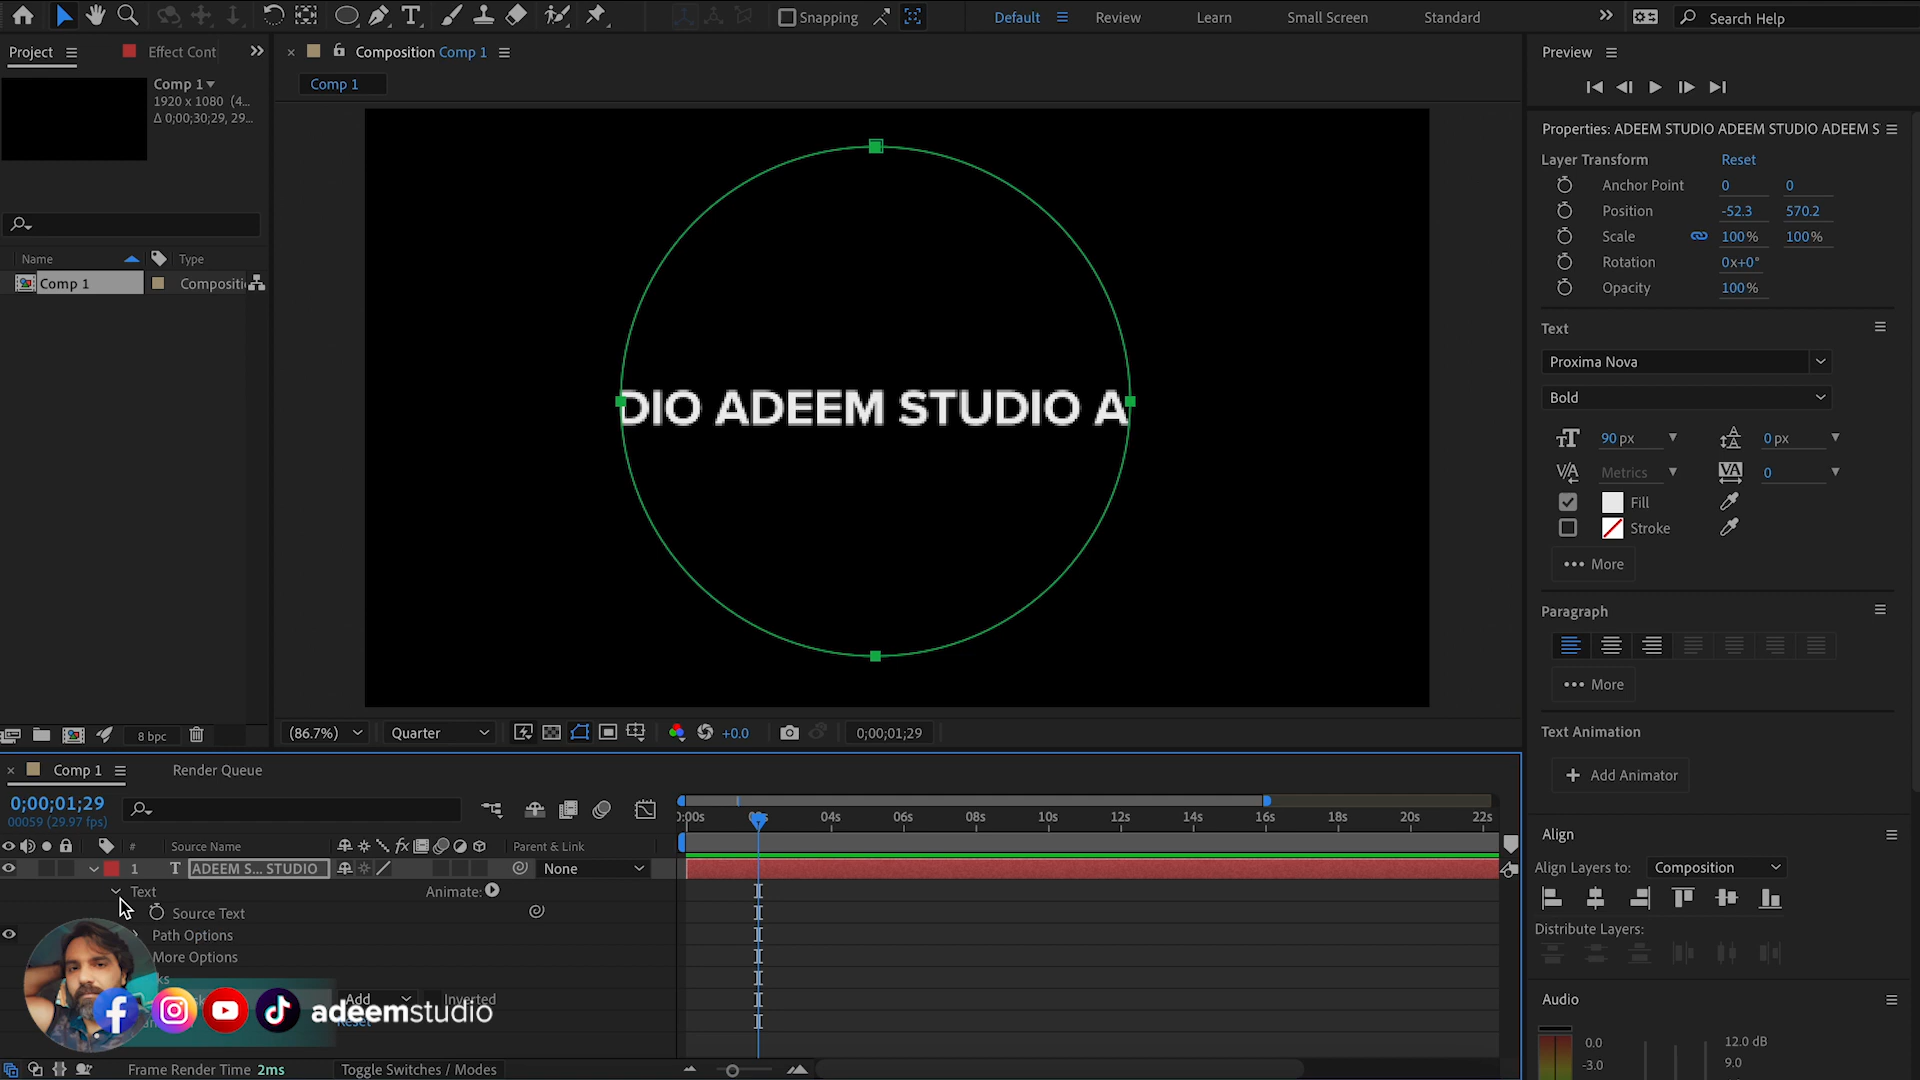 Snapping
Default
Review
Learn
Small Screen
Standard
Search Help
Project
Effect Cont
Composition Comp 1
Preview
Comp 1
1920 x 1080 (4...
Δ 0;00;30;29, 29...
Comp 1
Properties: ADEEM STUDIO ADEEM STUDIO ADEEM S
Layer Transform
Reset
Anchor Point 0 0
Position -52.3 570.2
Scale 100% 100%
Rotation 0x+0°
Opacity 100%
Name
Type
Comp 1
Compositi
DIO ADEEM STUDIO A
Text
Proxima Nova
Bold
90 px
0 px
Metrics
0
Fill
Stroke
More
Paragraph
More
Text Animation
Add Animator
8 bpc
(86.7%)
Quarter
+0.0
0;00;01;29
Comp 1
Render Queue
0;00;01;29
00059 (29.97 fps)
0:00s
04s
06s
08s
10s
12s
14s
16s
18s
20s
22s
# Source Name
Parent & Link
1 T ADEEM S... STUDIO
None
Text
Animate:
Source Text
Path Options
More Options
Add
Inverted
Reset
adeemstudio
Frame Render Time 2ms
Toggle Switches / Modes
Align
Align Layers to:
Composition
Distribute Layers:
Audio
0.0
-3.0
12.0 dB
9.0